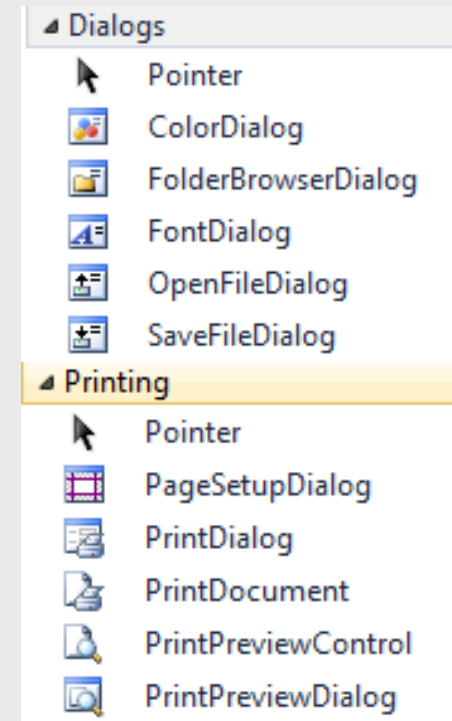 Dialogs
Pointer
ColorDialog
FolderBrowserDialog
FontDialog
OpenFileDialog
SaveFileDialog
Printing
Pointer
PageSetupDialog
PrintDialog
PrintDocument
PrintPreviewControl
PrintPreviewDialog